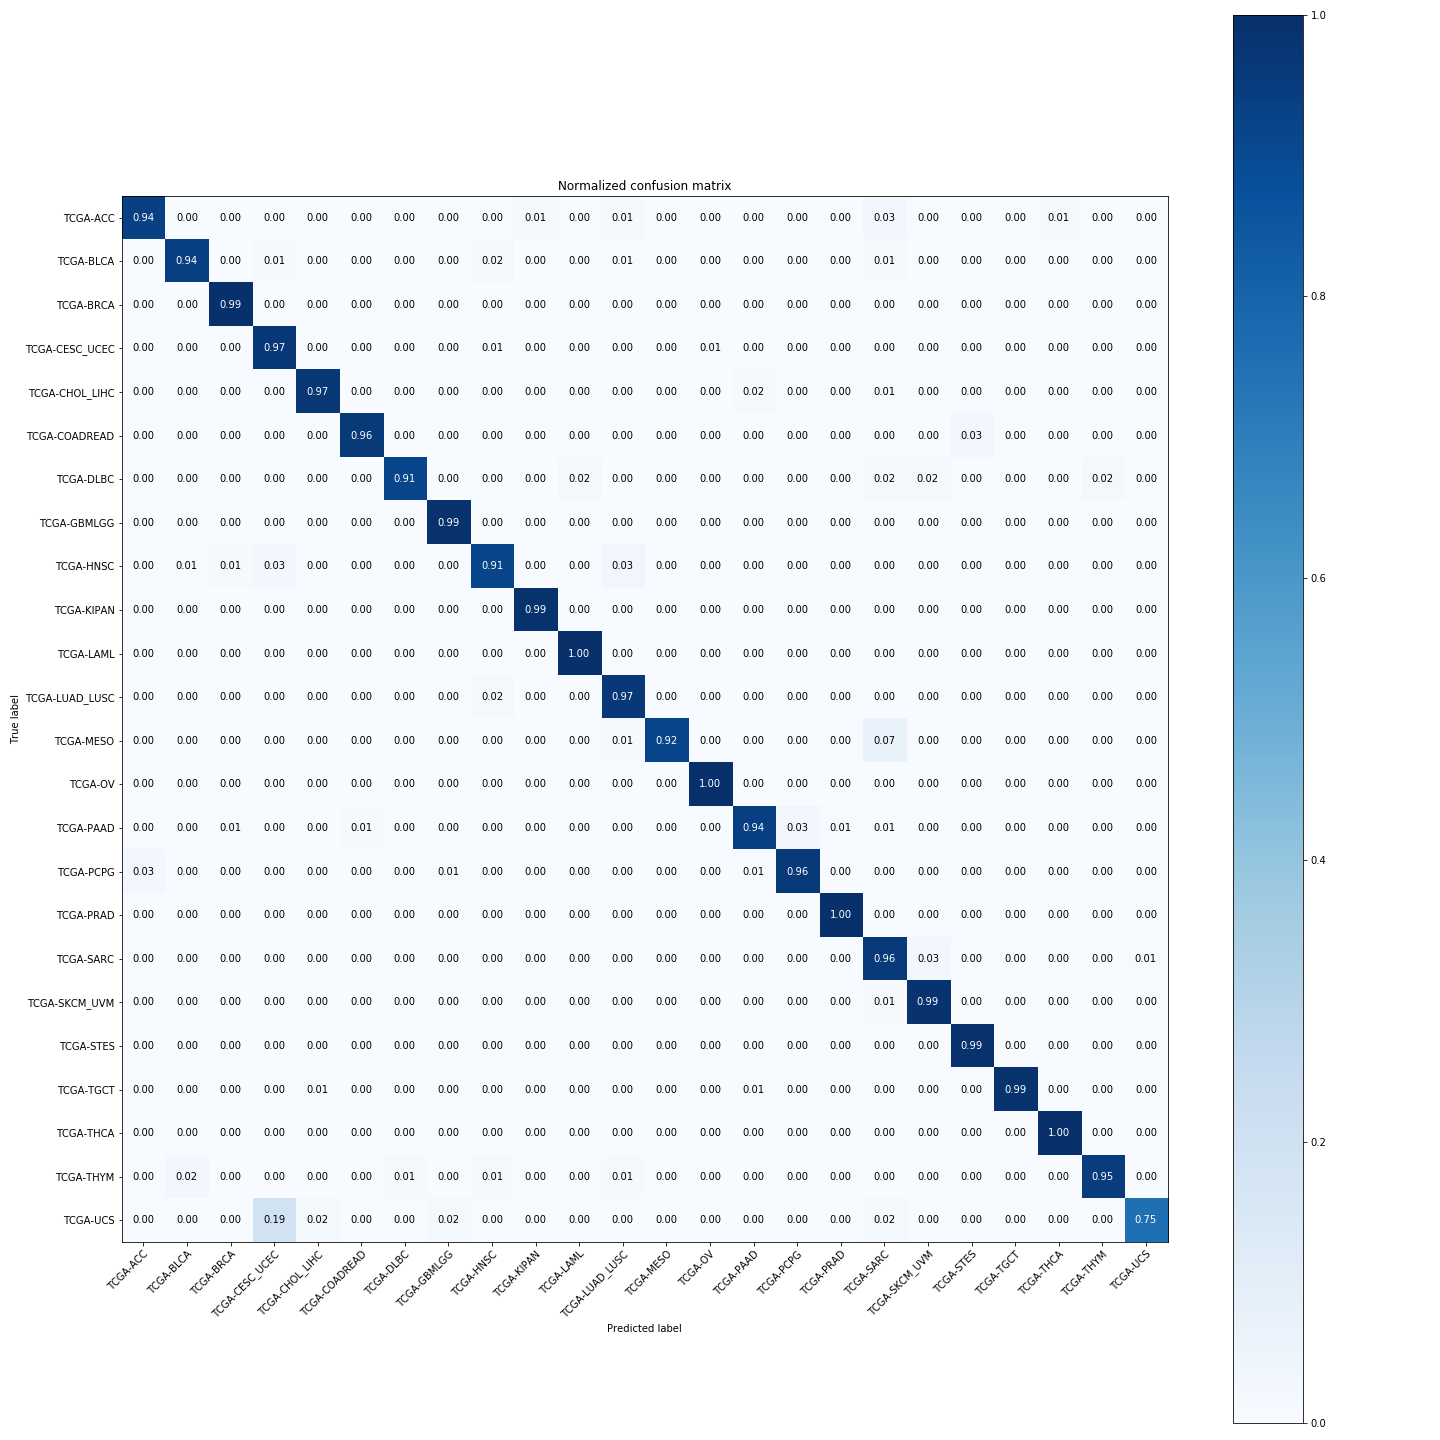 Normalized confusion matrix
TCGA-ACC 0.94 0.00 0.00 0.00 0.00 0.00 0.00 0.00 0.00 0.01 0.00 0.01 0.00 0.00 0.00 0.00 0.00 0.03 0.00 0.00 0.00 0.01 0.00 0.00
TCGA-BLCA 0.00 0.94 0.00 0.01 0.00 0.00 0.00 0.00 0.02 0.00 0.00 0.01 0.00 0.00 0.00 0.00 0.00 0.01 0.00 0.00 0.00 0.00 0.00 0.00
TCGA-BRCA 0.00 0.00 0.99 0.00 0.00 0.00 0.00 0.00 0.00 0.00 0.00 0.00 0.00 0.00 0.00 0.00 0.00 0.00 0.00 0.00 0.00 0.00 0.00 0.00
TCGA-CESC_UCEC 0.00 0.00 0.00 0.97 0.00 0.00 0.00 0.00 0.01 0.00 0.00 0.00 0.00 0.01 0.00 0.00 0.00 0.00 0.00 0.00 0.00 0.00 0.00 0.00
TCGA-CHOL_LIHC 0.00 0.00 0.00 0.00 0.97 0.00 0.00 0.00 0.00 0.00 0.00 0.00 0.00 0.00 0.02 0.00 0.00 0.01 0.00 0.00 0.00 0.00 0.00 0.00
TCGA-COADREAD 0.00 0.00 0.00 0.00 0.00 0.96 0.00 0.00 0.00 0.00 0.00 0.00 0.00 0.00 0.00 0.00 0.00 0.00 0.00 0.03 0.00 0.00 0.00 0.00
TCGA-DLBC 0.00 0.00 0.00 0.00 0.00 0.00 0.91 0.00 0.00 0.00 0.02 0.00 0.00 0.00 0.00 0.00 0.00 0.02 0.02 0.00 0.00 0.00 0.02 0.00
TCGA-GBMLGG 0.00 0.00 0.00 0.00 0.00 0.00 0.00 0.99 0.00 0.00 0.00 0.00 0.00 0.00 0.00 0.00 0.00 0.00 0.00 0.00 0.00 0.00 0.00 0.00
TCGA-HNSC 0.00 0.01 0.01 0.03 0.00 0.00 0.00 0.00 0.91 0.00 0.00 0.03 0.00 0.00 0.00 0.00 0.00 0.00 0.00 0.00 0.00 0.00 0.00 0.00
TCGA-KIPAN 0.00 0.00 0.00 0.00 0.00 0.00 0.00 0.00 0.00 0.99 0.00 0.00 0.00 0.00 0.00 0.00 0.00 0.00 0.00 0.00 0.00 0.00 0.00 0.00
TCGA-LAML 0.00 0.00 0.00 0.00 0.00 0.00 0.00 0.00 0.00 0.00 1.00 0.00 0.00 0.00 0.00 0.00 0.00 0.00 0.00 0.00 0.00 0.00 0.00 0.00
TCGA-LUAD_LUSC 0.00 0.00 0.00 0.00 0.00 0.00 0.00 0.00 0.02 0.00 0.00 0.97 0.00 0.00 0.00 0.00 0.00 0.00 0.00 0.00 0.00 0.00 0.00 0.00
TCGA-MESO 0.00 0.00 0.00 0.00 0.00 0.00 0.00 0.00 0.00 0.00 0.00 0.01 0.92 0.00 0.00 0.00 0.00 0.07 0.00 0.00 0.00 0.00 0.00 0.00
TCGA-OV 0.00 0.00 0.00 0.00 0.00 0.00 0.00 0.00 0.00 0.00 0.00 0.00 0.00 1.00 0.00 0.00 0.00 0.00 0.00 0.00 0.00 0.00 0.00 0.00
TCGA-PAAD 0.00 0.00 0.01 0.00 0.00 0.01 0.00 0.00 0.00 0.00 0.00 0.00 0.00 0.00 0.94 0.03 0.01 0.01 0.00 0.00 0.00 0.00 0.00 0.00
TCGA-PCPG 0.03 0.00 0.00 0.00 0.00 0.00 0.00 0.01 0.00 0.00 0.00 0.00 0.00 0.00 0.01 0.96 0.00 0.00 0.00 0.00 0.00 0.00 0.00 0.00
TCGA-PRAD 0.00 0.00 0.00 0.00 0.00 0.00 0.00 0.00 0.00 0.00 0.00 0.00 0.00 0.00 0.00 0.00 1.00 0.00 0.00 0.00 0.00 0.00 0.00 0.00
TCGA-SARC 0.00 0.00 0.00 0.00 0.00 0.00 0.00 0.00 0.00 0.00 0.00 0.00 0.00 0.00 0.00 0.00 0.00 0.96 0.03 0.00 0.00 0.00 0.00 0.01
TCGA-SKCM_UVM 0.00 0.00 0.00 0.00 0.00 0.00 0.00 0.00 0.00 0.00 0.00 0.00 0.00 0.00 0.00 0.00 0.00 0.01 0.99 0.00 0.00 0.00 0.00 0.00
TCGA-STES 0.00 0.00 0.00 0.00 0.00 0.00 0.00 0.00 0.00 0.00 0.00 0.00 0.00 0.00 0.00 0.00 0.00 0.00 0.00 0.99 0.00 0.00 0.00 0.00
TCGA-TGCT 0.00 0.00 0.00 0.00 0.01 0.00 0.00 0.00 0.00 0.00 0.00 0.00 0.00 0.00 0.01 0.00 0.00 0.00 0.00 0.00 0.99 0.00 0.00 0.00
TCGA-THCA 0.00 0.00 0.00 0.00 0.00 0.00 0.00 0.00 0.00 0.00 0.00 0.00 0.00 0.00 0.00 0.00 0.00 0.00 0.00 0.00 0.00 1.00 0.00 0.00
TCGA-THYM 0.00 0.02 0.00 0.00 0.00 0.00 0.01 0.00 0.01 0.00 0.00 0.01 0.00 0.00 0.00 0.00 0.00 0.00 0.00 0.00 0.00 0.00 0.95 0.00
TCGA-UCS 0.00 0.00 0.00 0.19 0.02 0.00 0.00 0.02 0.00 0.00 0.00 0.00 0.00 0.00 0.00 0.00 0.00 0.02 0.00 0.00 0.00 0.00 0.00 0.75
True label
TCGA-ACC TCGA-BLCA TCGA-BRCA TCGA-CESC_UCEC TCGA-CHOL_LIHC TCGA-COADREAD TCGA-DLBC TCGA-GBMLGG TCGA-HNSC TCGA-KIPAN TCGA-LAML TCGA-LUAD_LUSC TCGA-MESO TCGA-OV TCGA-PAAD TCGA-PCPG TCGA-PRAD TCGA-SARC TCGA-SKCM_UVM TCGA-STES TCGA-TGCT TCGA-THCA TCGA-THYM TCGA-UCS
Predicted label
1.0
0.8
0.6
0.4
0.2
0.0